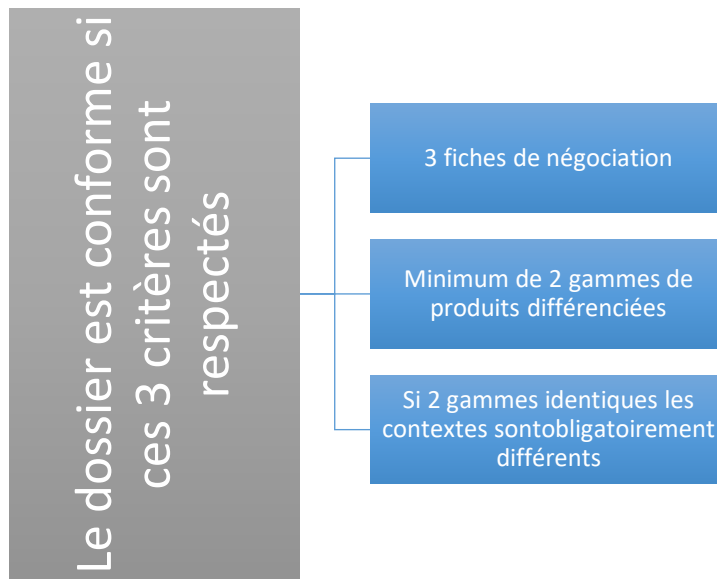 Le dossier est conforme si
ces 3 critères sont
respectés
3 fiches de négociation
Minimum de 2 gammes de
produits différenciées
Si 2 gammes identiques les
contextes sontobligatoirement
différents